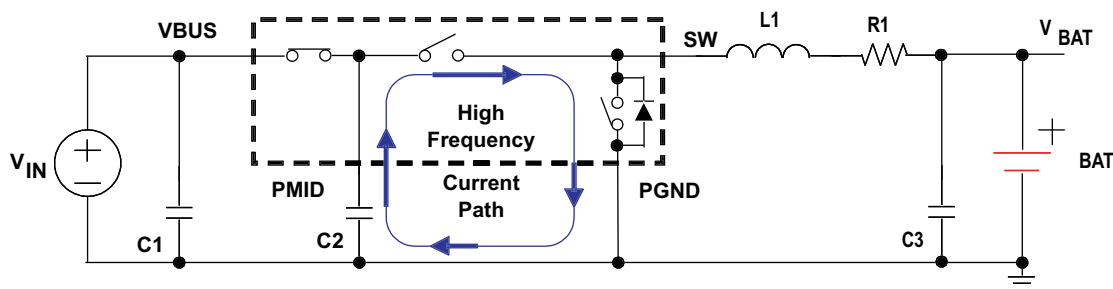 VBUS
SW
L1
R1
V BAT
High
Frequency
Current
Path
V IN
+
−
PMID
PGND
+
BAT
C1
C2
C3